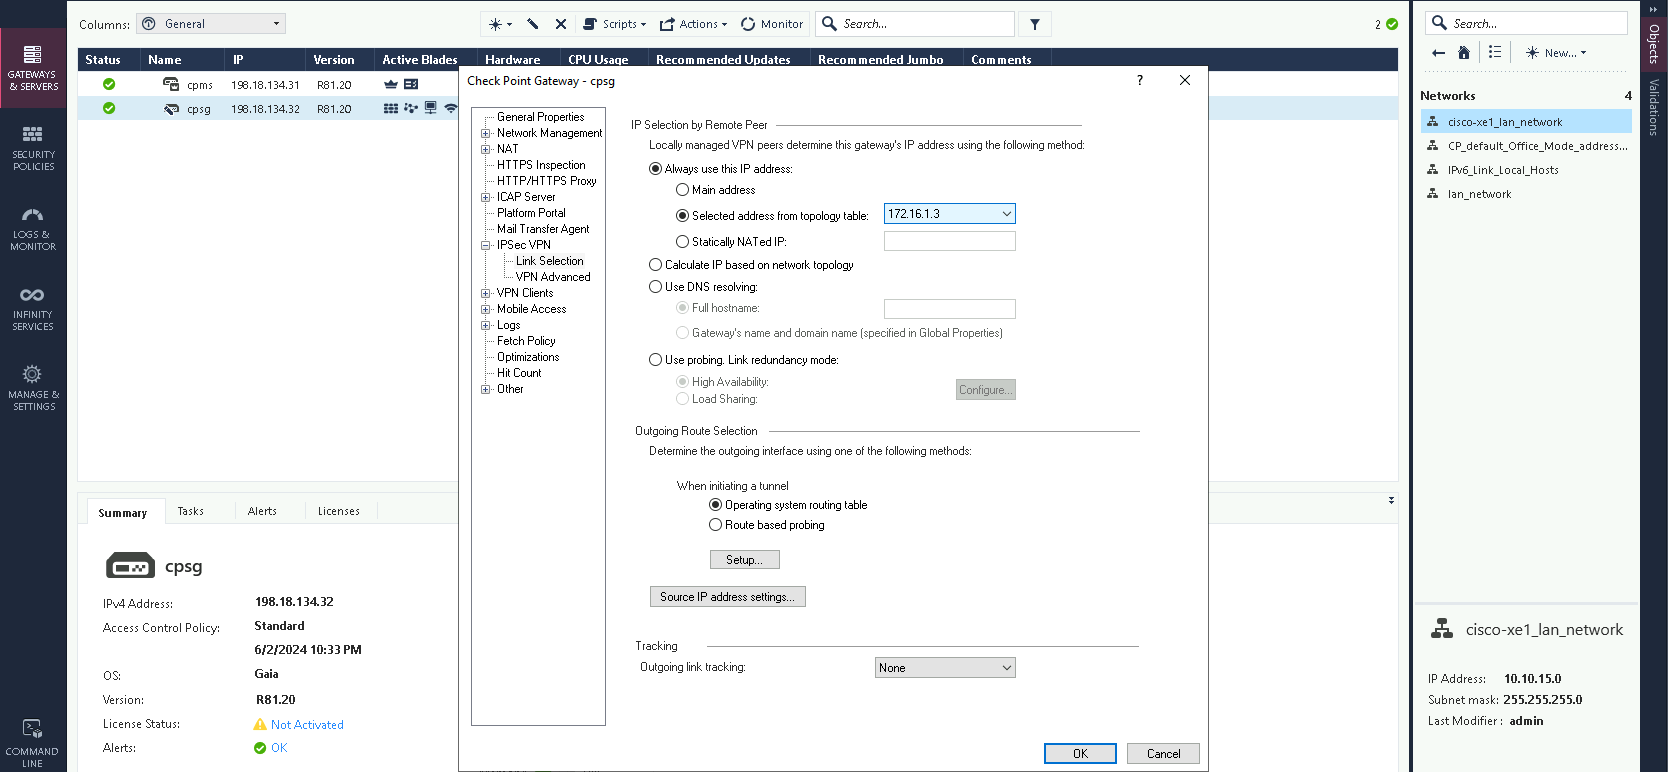 GATEWAYS
& SERVERS
SECURITY
POLICIES
LOGS &
MONITOR
INFINITY
SERVICES
MANAGE &
SETTINGS
COMMAND
LINE
Columns: General
Scripts Actions Monitor Search... 2
Status Name IP Version Active Blades Hardware CPU Usage Recommended Updates Recommended Jumbo Comments
cpms 198.18.134.31 R81.20
cpsg 198.18.134.32 R81.20
Summary Tasks Alerts Licenses
cpsg
IPv4 Address: 198.18.134.32
Access Control Policy: Standard
6/2/2024 10:33 PM
OS: Gaia
Version: R81.20
License Status: Not Activated
Alerts: OK
Check Point Gateway - cpsg ?
General Properties
Network Management
NAT
HTTPS Inspection
HTTP/HTTPS Proxy
ICAP Server
Platform Portal
Mail Transfer Agent
IPSec VPN
Link Selection
VPN Advanced
VPN Clients
Mobile Access
Logs
Fetch Policy
Optimizations
Hit Count
Other
IP Selection by Remote Peer
Locally managed VPN peers determine this gateway's IP address using the following method:
Always use this IP address:
Main address
Selected address from topology table: 172.16.1.3
Statically NATed IP:
Calculate IP based on network topology
Use DNS resolving:
Full hostname:
Gateway's name and domain name (specified in Global Properties)
Use probing. Link redundancy mode:
High Availability:
Load Sharing:
Configure...
Outgoing Route Selection
Determine the outgoing interface using one of the following methods:
When initiating a tunnel
Operating system routing table
Route based probing
Setup...
Source IP address settings...
Tracking
Outgoing link tracking: None
OK Cancel
Search...
New...
Networks 4
cisco-xe1_lan_network
CP_default_Office_Mode_address...
IPv6_Link_Local_Hosts
lan_network
cisco-xe1_lan_network
IP Address: 10.10.15.0
Subnet mask: 255.255.255.0
Last Modifier : admin
Objects
Validations